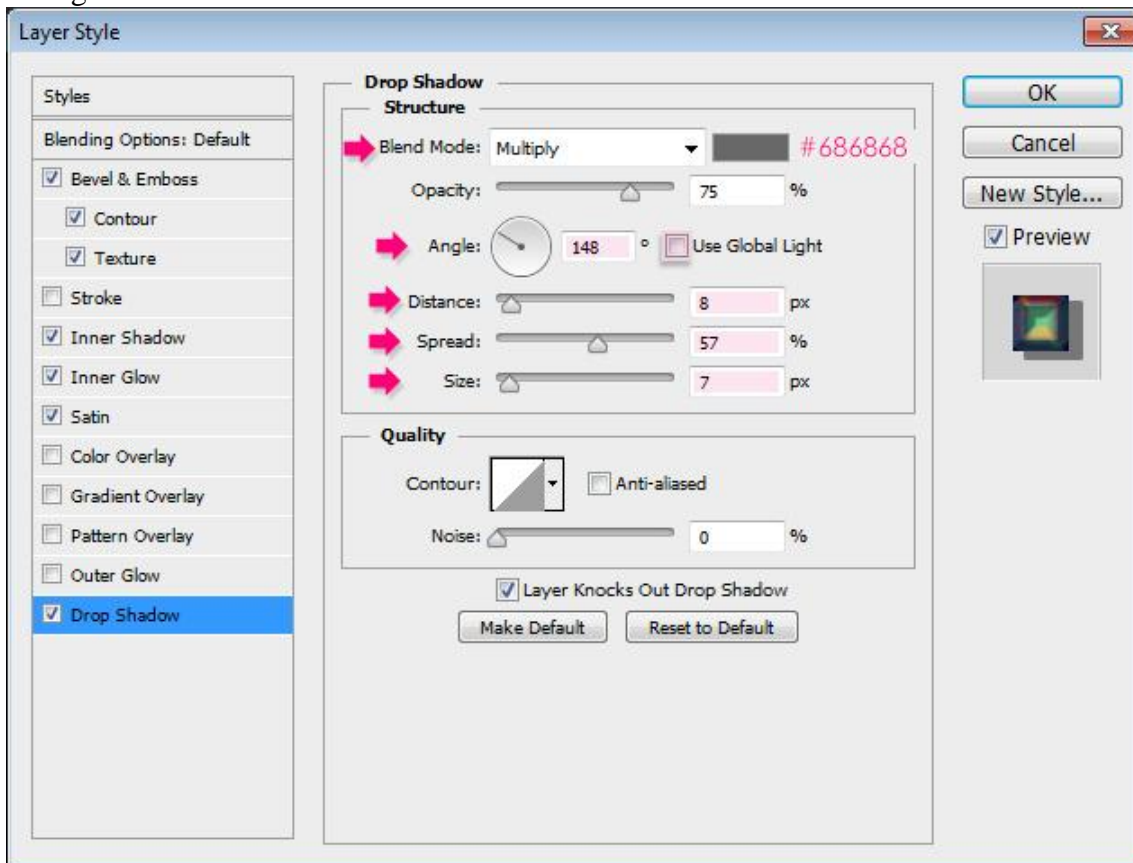 Layer Style
Styles
Blending Options: Default
Bevel & Emboss
Contour
Texture
Stroke
Inner Shadow
Inner Glow
Satin
Color Overlay
Gradient Overlay
Pattern Overlay
Outer Glow
Drop Shadow
Drop Shadow
Structure
Blend Mode: Multiply #686868
Opacity: 75 %
Angle: 148 ° Use Global Light
Distance: 8 px
Spread: 57 %
Size: 7 px
Quality
Contour: Anti-aliased
Noise: 0 %
Layer Knocks Out Drop Shadow
Make Default Reset to Default
OK
Cancel
New Style...
Preview